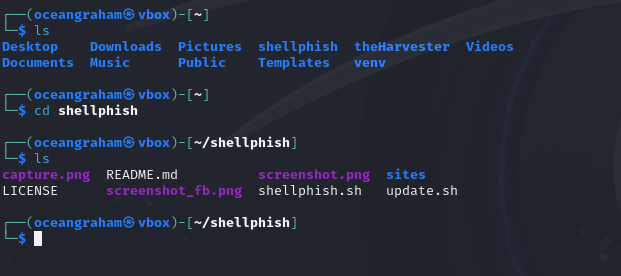 ┌──(oceangraham㉿vbox)-[~]
└─$ ls
Desktop    Downloads  Pictures  shellphish  theHarvester  Videos
Documents  Music      Public    Templates   venv
┌──(oceangraham㉿vbox)-[~]
└─$ cd shellphish
┌──(oceangraham㉿vbox)-[~/shellphish]
└─$ ls
capture.png  README.md          screenshot.png  sites
LICENSE      screenshot_fb.png  shellphish.sh   update.sh
┌──(oceangraham㉿vbox)-[~/shellphish]
└─$